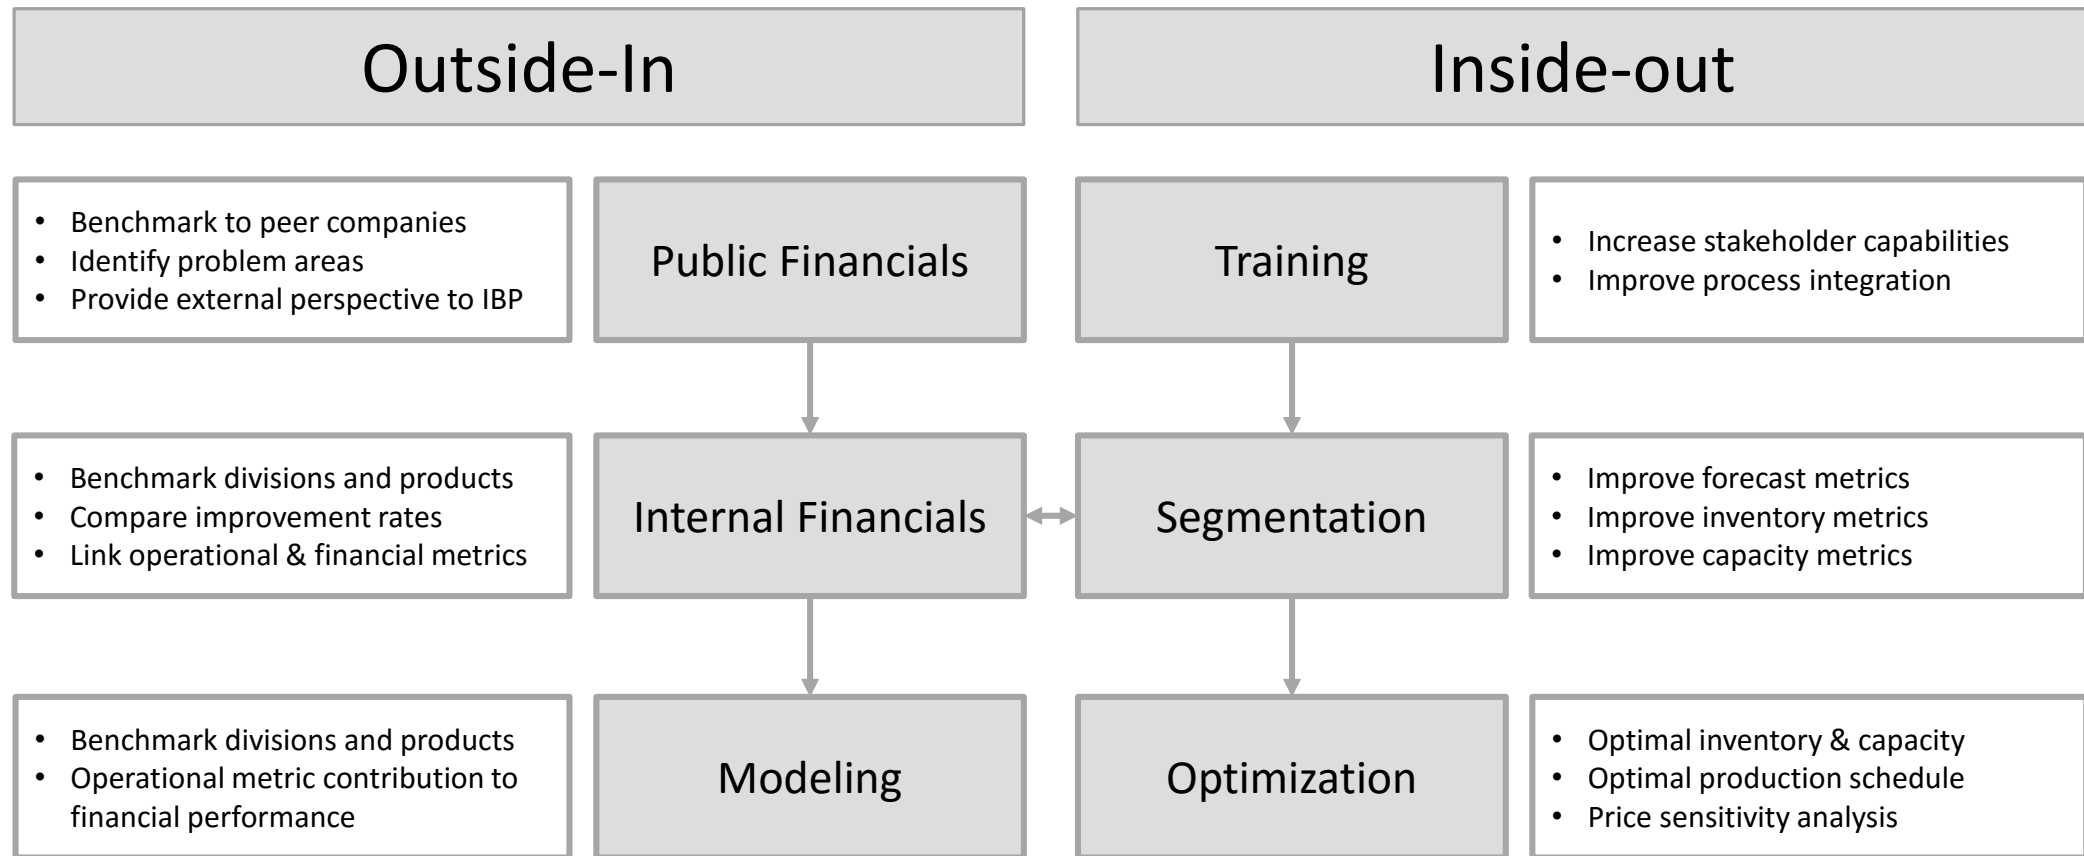 Outside-In
Inside-out
• Benchmark to peer companies
• Identify problem areas
• Provide external perspective to IBP
Public Financials
Training
• Increase stakeholder capabilities
• Improve process integration
• Benchmark divisions and products
• Compare improvement rates
• Link operational & financial metrics
Internal Financials
Segmentation
• Improve forecast metrics
• Improve inventory metrics
• Improve capacity metrics
• Benchmark divisions and products
• Operational metric contribution to
financial performance
Modeling
Optimization
• Optimal inventory & capacity
• Optimal production schedule
• Price sensitivity analysis